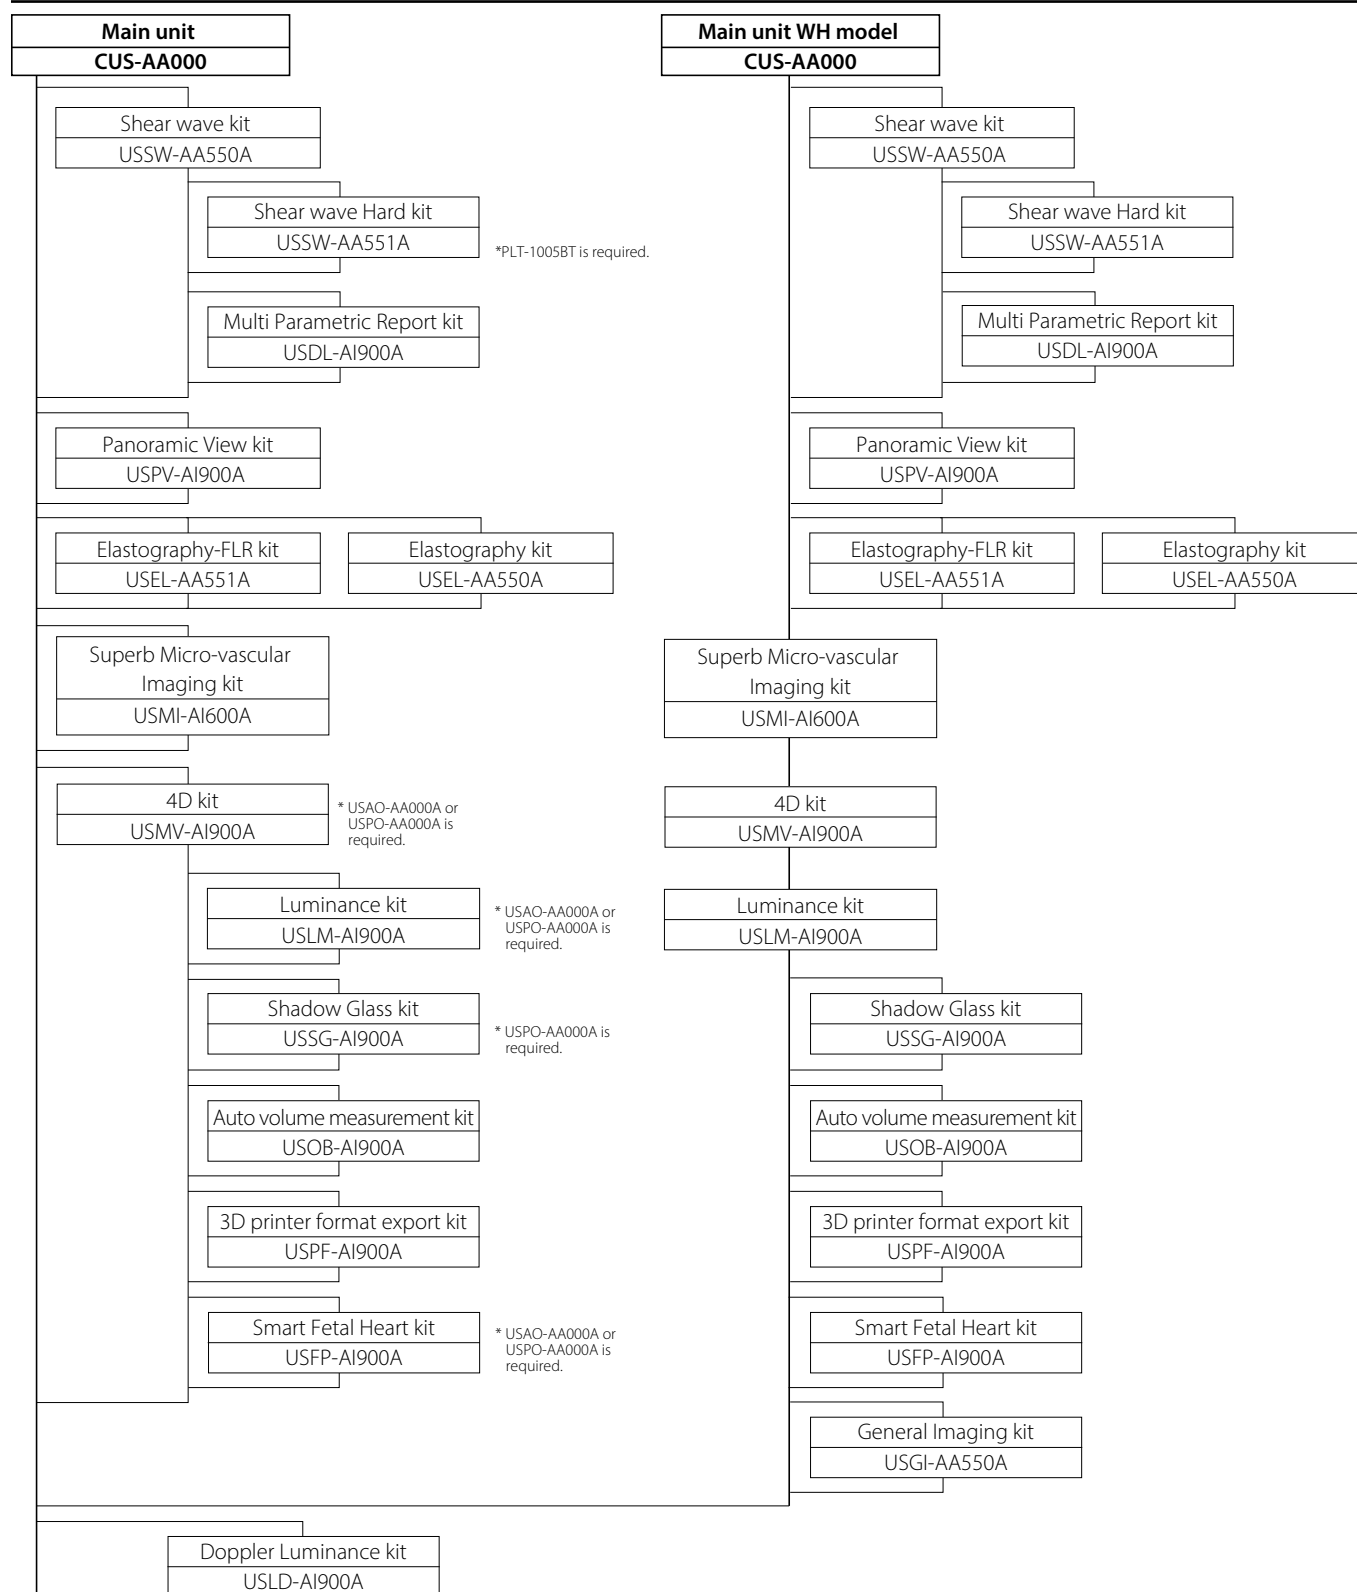 Main unit
CUS-AA000
Shear wave kit
USSW-AA550A
Shear wave Hard kit
USSW-AA551A
*PLT-1005BT is required.
Multi Parametric Report kit
USDL-AI900A
Panoramic View kit
USPV-AI900A
Elastography-FLR kit
USEL-AA551A
Elastography kit
USEL-AA550A
Superb Micro-vascular
Imaging kit
USMI-AI600A
4D kit
USMV-AI900A
* USAO-AA000A or
USPO-AA000A is
required.
Luminance kit
USLM-AI900A
* USAO-AA000A or
USPO-AA000A is
required.
Shadow Glass kit
USSG-AI900A
* USPO-AA000A is
required.
Auto volume measurement kit
USOB-AI900A
3D printer format export kit
USPF-AI900A
Smart Fetal Heart kit
USFP-AI900A
* USAO-AA000A or
USPO-AA000A is
required.
Main unit WH model
CUS-AA000
Shear wave kit
USSW-AA550A
Shear wave Hard kit
USSW-AA551A
Multi Parametric Report kit
USDL-AI900A
Panoramic View kit
USPV-AI900A
Elastography-FLR kit
USEL-AA551A
Elastography kit
USEL-AA550A
Superb Micro-vascular
Imaging kit
USMI-AI600A
4D kit
USMV-AI900A
Luminance kit
USLM-AI900A
Shadow Glass kit
USSG-AI900A
Auto volume measurement kit
USOB-AI900A
3D printer format export kit
USPF-AI900A
Smart Fetal Heart kit
USFP-AI900A
General Imaging kit
USGI-AA550A
Doppler Luminance kit
USLD-AI900A